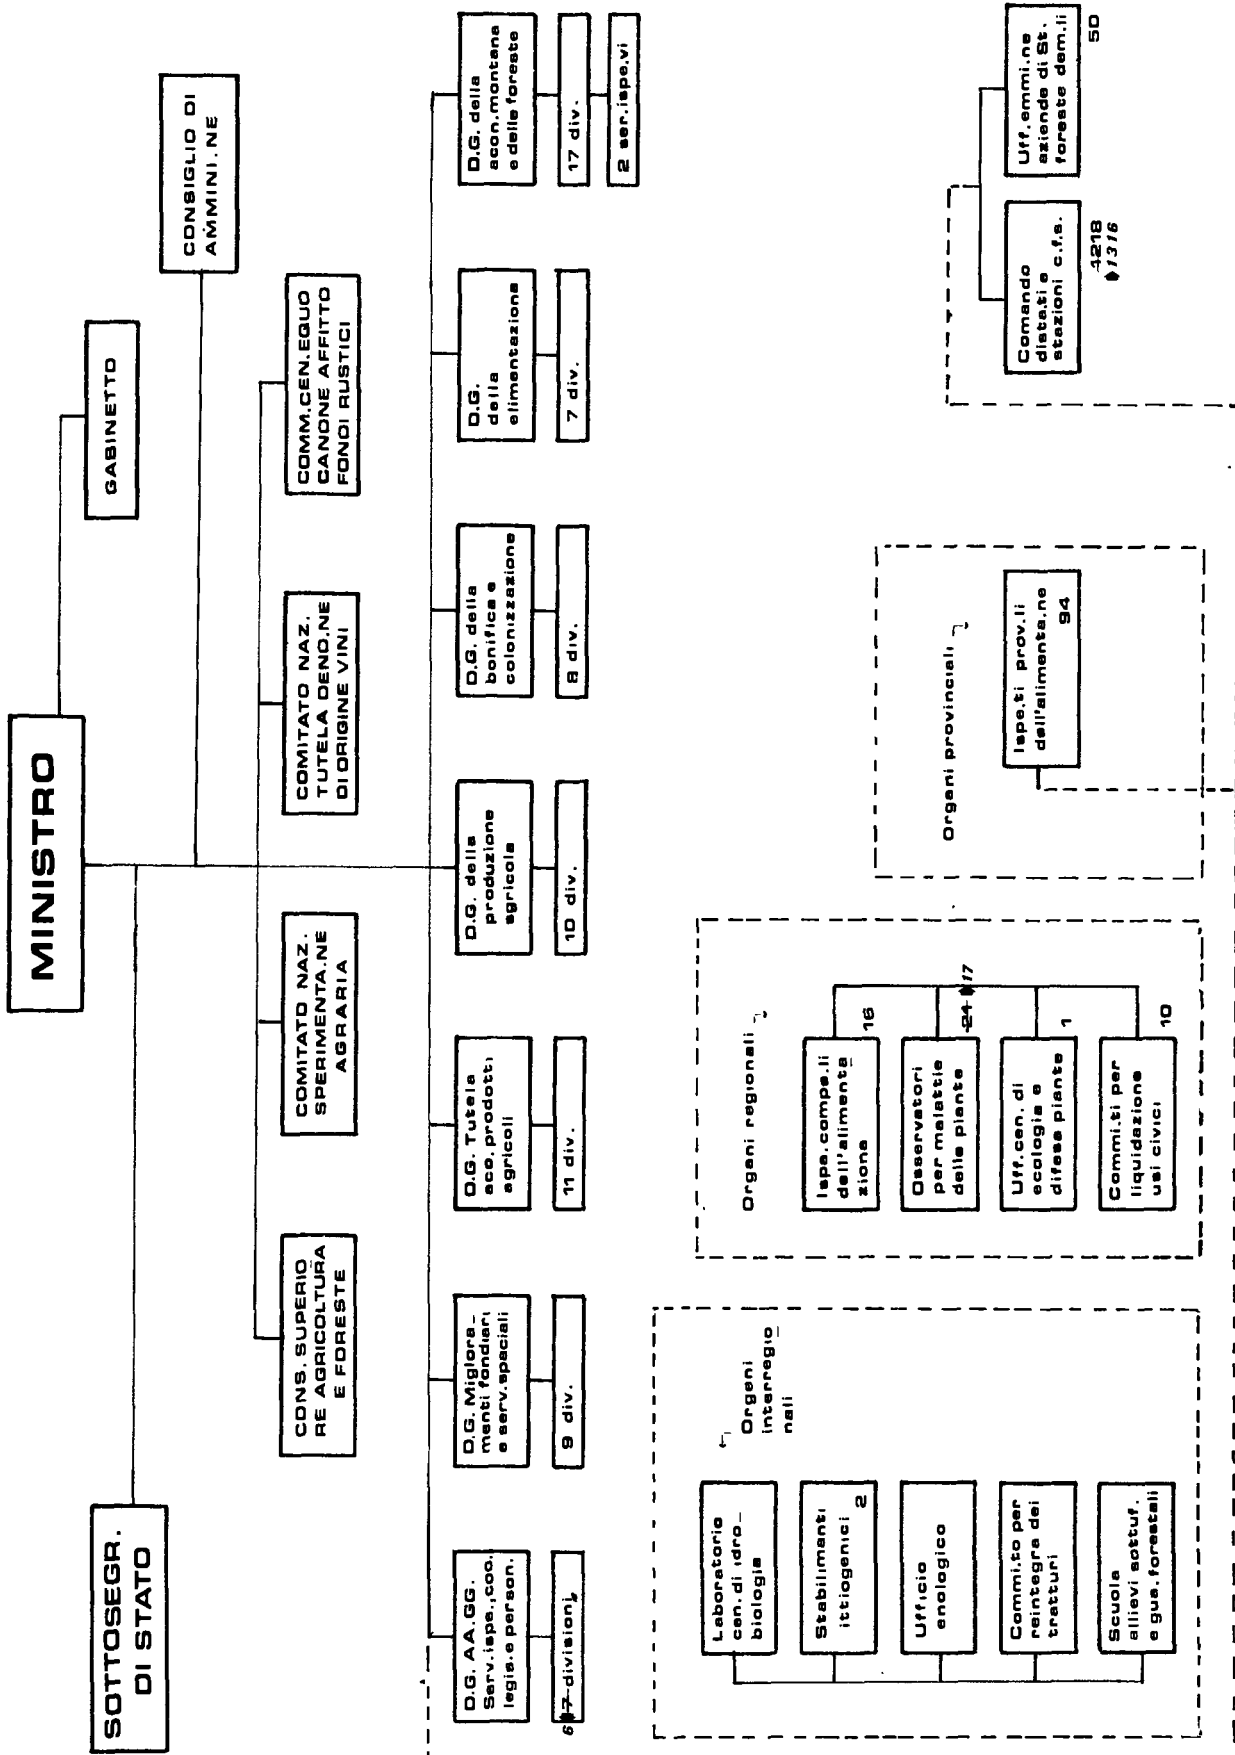 MINISTRO
GABINETTO
SOTTOSEGR.
DI STATO
CONSIGLIO DI
AMMINI.NE
CONS. SUPERIO
RE AGRICOLTURA
E FORESTE
COMITATO NAZ.
SPERIMENTA.NE
AGRARIA
COMITATO NAZ.
TUTELA DENO.NE
DI ORIGINE VINI
COMM.CEN.EQUO
CANONE AFFITTO
FONDI RUSTICI
D.G. AA.GG.
Serv.ispe.,coo.
legis.e person.
6 7 divisioni
D.G. Migliora_
menti fondiari
e serv.speciali
9 div.
D.G. Tutela
eco.prodotti
agricoli
11 div.
D.G. della
produzione
agricola
10 div.
D.G. della
bonifica e
colonizzazione
8 div.
D.G.
della
alimentazione
7 div.
D.G. della
econ.montana
e delle foreste
17 div.
2 ser.ispe.vi
Organi
interregio_
nali
Laboratorio
cen.di idro_
biologia
Stabilimenti
ittiogenici 2
Ufficio
enologico
Commi.to per
reintegra dei
tratturi
Scuola
allievi sottuf.
e gua.forestali
Organi regionali
Ispe.compe.li
dell'alimenta_
zione
16
Osservatori
per malattie
delle piante
24 17
Uff.cen.di
ecologia e
difesa piante
1
Commi.ti per
liquidazione
usi civici
10
Organi provinciali
Ispe.ti prov.li
dell'alimenta.ne
94
Comando
dista.ti e
stazioni c.f.s.
4218
1316
Uff.ammi.ne
aziende di St.
foreste dem.li
50